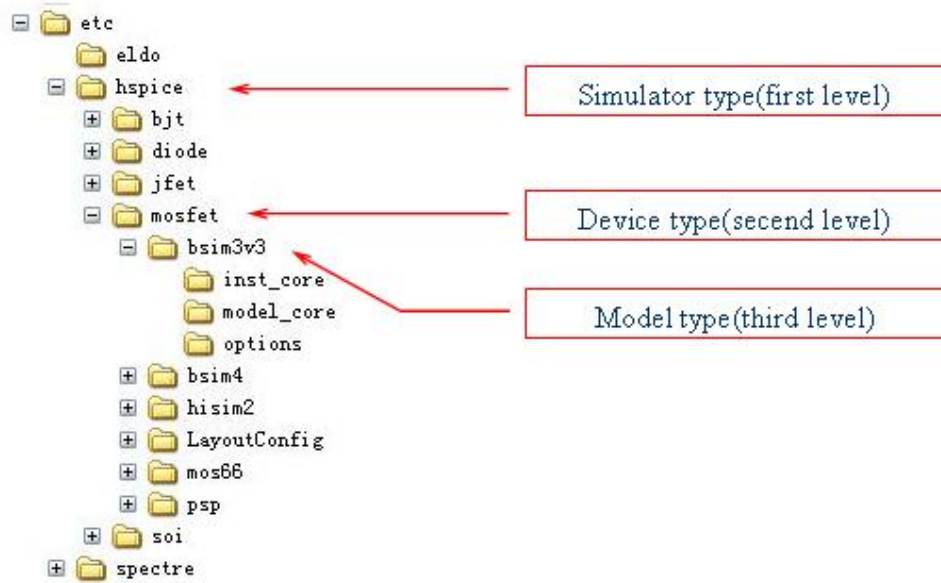 etc
eldo
hspice
Simulator type(first level)
bjt
diode
jfet
mosfet
Device type(secend level)
bsim3v3
inst_core
model_core
Model type(third level)
options
bsim4
hisim2
LayoutConfig
mos66
psp
soi
spectre